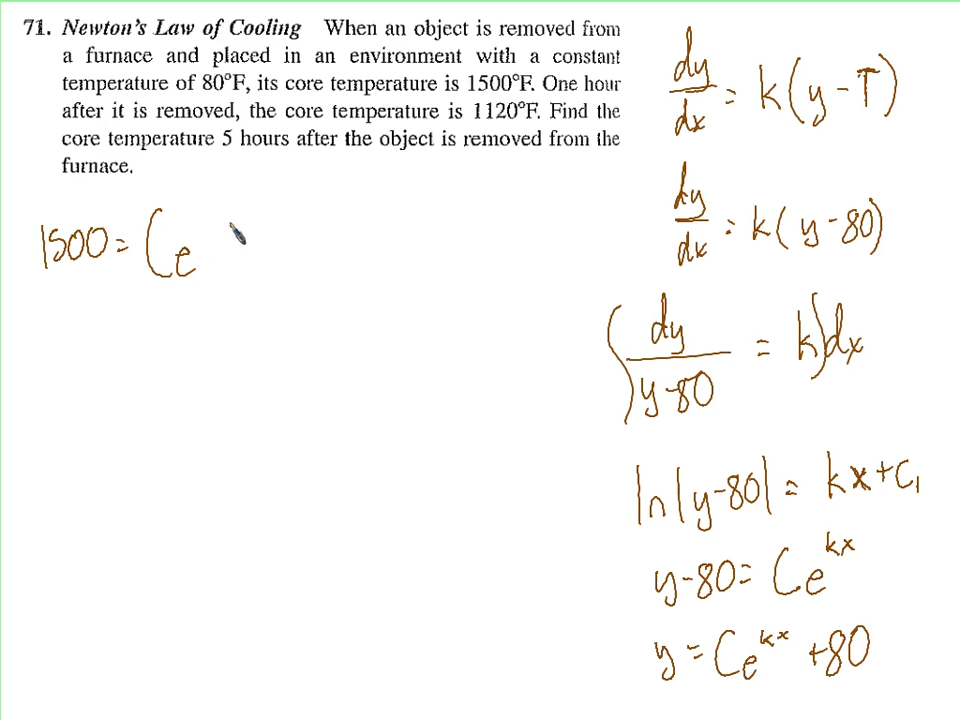 71. Newton's Law of Cooling When an object is removed from
a furnace and placed in an environment with a constant
temperature of 80°F, its core temperature is 1500°F. One hour
after it is removed, the core temperature is 1120°F. Find the
core temperature 5 hours after the object is removed from the
furnace.
1500 = Ce
dy/dx = k(y-T)
dy/dx = k(y-80)
∫ dy/y-80 = k∫dx
ln|y-80| = kx+C₁
y-80 = Ce^kx
y = Ce^kx +80